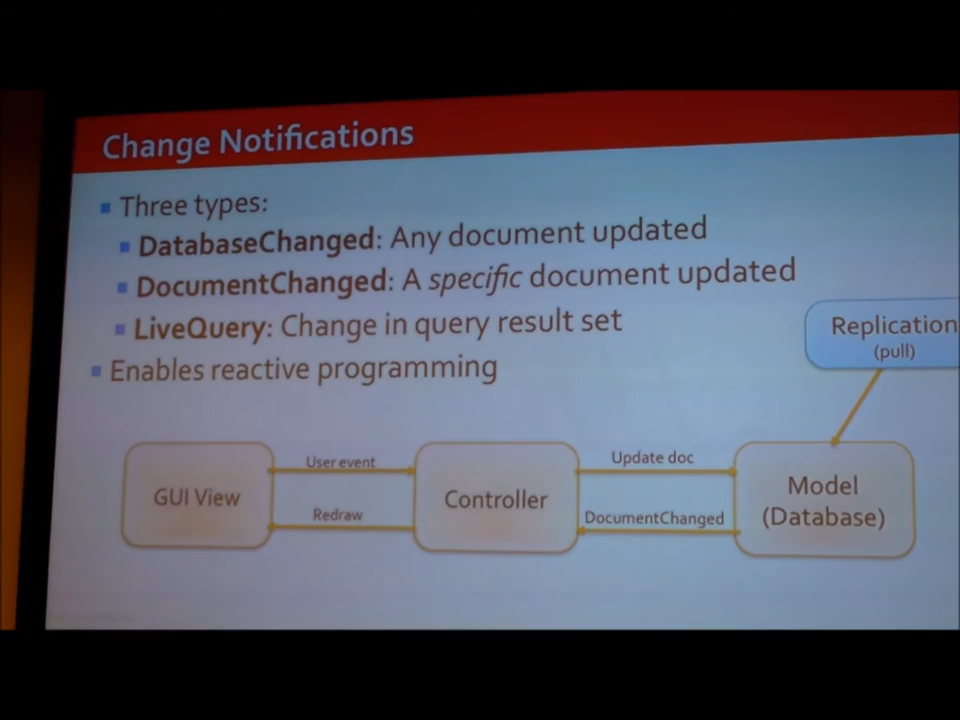 Change Notifications
Three types:
DatabaseChanged: Any document updated
DocumentChanged: A specific document updated
LiveQuery: Change in query result set
Enables reactive programming
Replication
(pull)
GUI View
User event
Redraw
Controller
Update doc
DocumentChanged
Model
(Database)